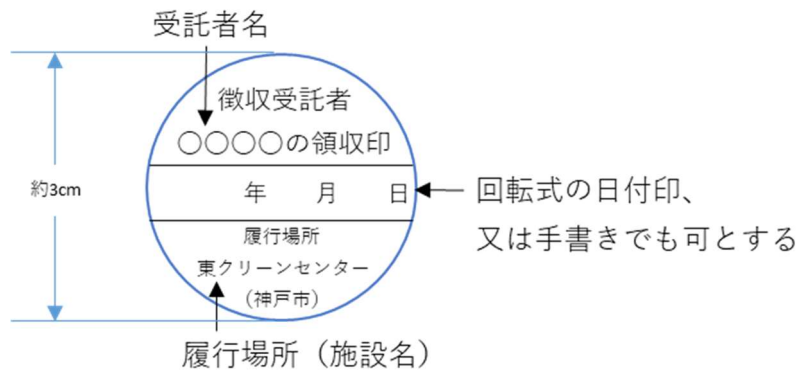 受託者名
徴収受託者
○○○○の領収印
約3cm
年 月 日
回転式の日付印、
又は手書きでも可とする
履行場所
東クリーンセンター
（神戸市）
履行場所（施設名）